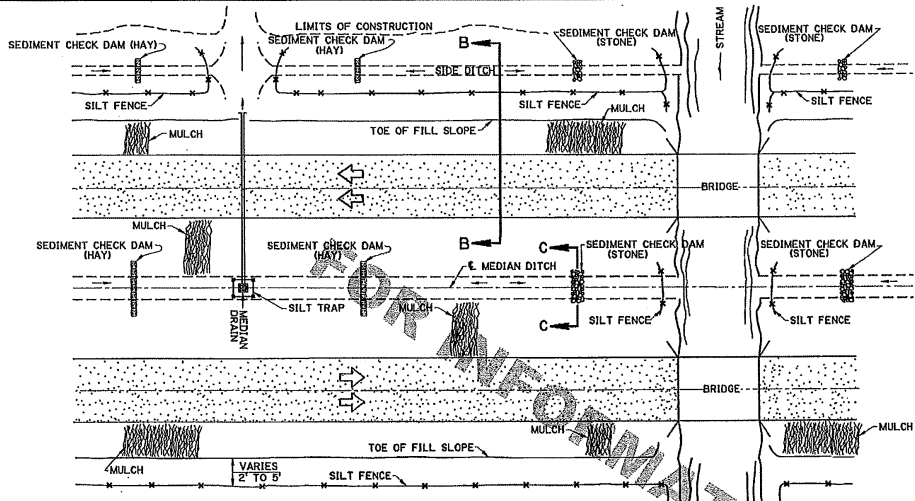 LIMITS OF CONSTRUCTION
STREAM
SEDIMENT CHECK DAM (HAY)
SEDIMENT CHECK DAM
(HAY)
B
SEDIMENT CHECK DAM
(STONE)
SEDIMENT CHECK DAM
(STONE)
SIDE DITCH
SILT FENCE
SILT FENCE
SILT FENCE
MULCH
TOE OF FILL SLOPE
MULCH
BRIDGE
MULCH
B
SEDIMENT CHECK DAM
(HAY)
SEDIMENT CHECK DAM
(HAY)
C
SEDIMENT CHECK DAM
(STONE)
SEDIMENT CHECK DAM
(STONE)
℄ MEDIAN DITCH
SILT TRAP
MEDIAN
DRAIN
MULCH
C
SILT FENCE
SILT FENCE
BRIDGE
MULCH
MULCH
MULCH
TOE OF FILL SLOPE
VARIES
2' TO 5'
SILT FENCE
FOR INFORMAT